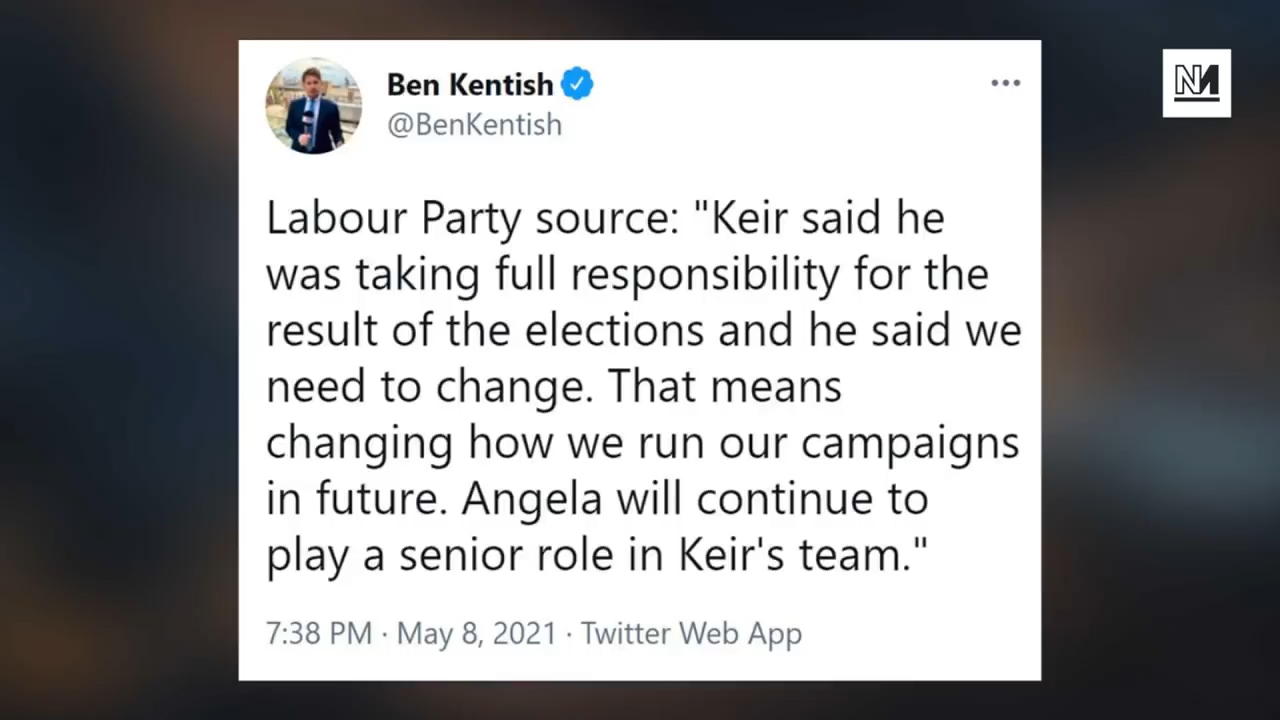 Ben Kentish
@BenKentish
NM
Labour Party source: "Keir said he
was taking full responsibility for the
result of the elections and he said we
need to change. That means
changing how we run our campaigns
in future. Angela will continue to
play a senior role in Keir's team."
7:38 PM · May 8, 2021 · Twitter Web App